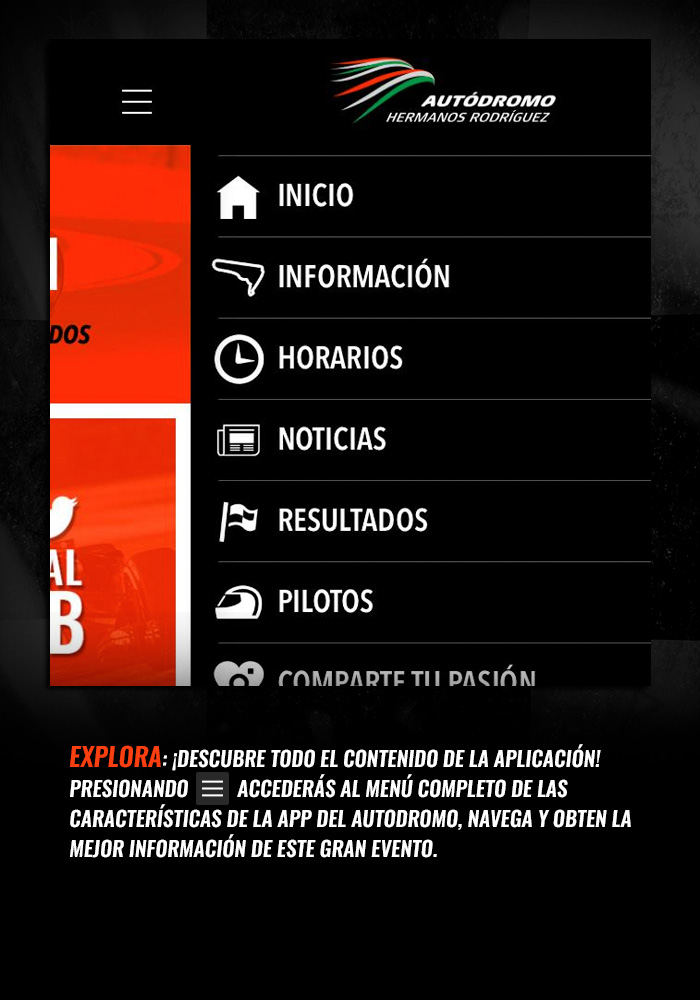 AUTÓDROMO
HERMANOS RODRÍGUEZ
INICIO
INFORMACIÓN
HORARIOS
DOS
NOTICIAS
RESULTADOS
AL
B
PILOTOS
COMPARTE TU PASIÓN
EXPLORA: ¡DESCUBRE TODO EL CONTENIDO DE LA APLICACIÓN!
PRESIONANDO ACCEDERÁS AL MENÚ COMPLETO DE LAS
CARACTERÍSTICAS DE LA APP DEL AUTODROMO, NAVEGA Y OBTEN LA
MEJOR INFORMACIÓN DE ESTE GRAN EVENTO.